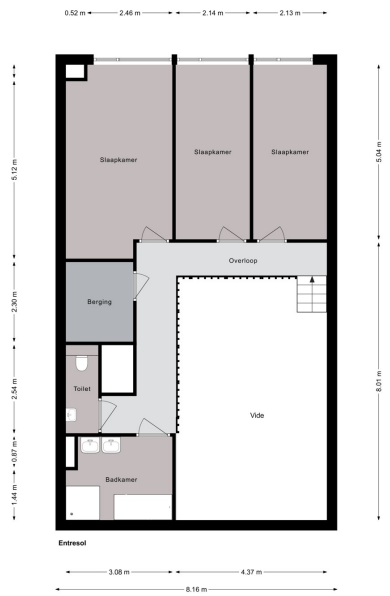 0.52 m 2.46 m 2.14 m 2.13 m
5.12 m
5.04 m
Slaapkamer
Slaapkamer
Slaapkamer
Overloop
2.30 m
Berging
8.01 m
2.54 m
Toilet
Vide
0.87 m
Badkamer
1.44 m
Entresol
3.08 m 4.37 m
8.16 m